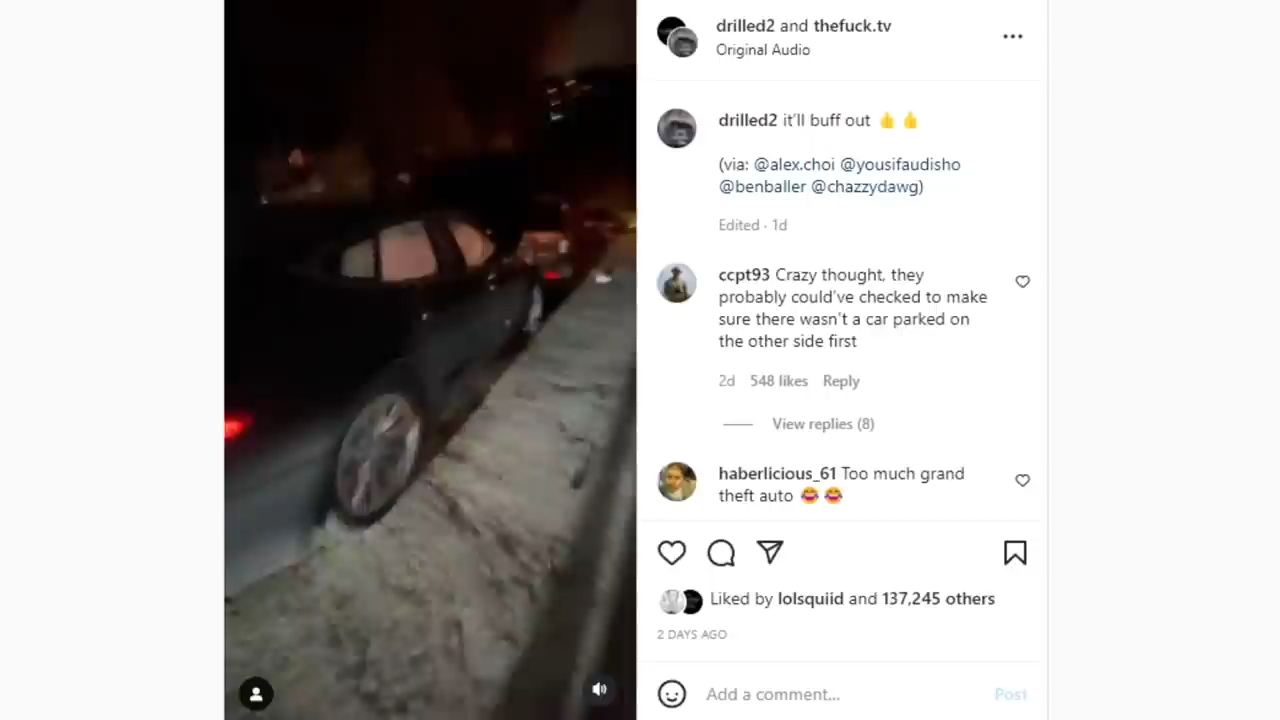 drilled2 and thefuck.tv
Original Audio
drilled2 it'll buff out 👍 👍
(via: @alex.choi @yousifaudisho
@benballer @chazzydawg)
Edited · 1d
ccpt93 Crazy thought, they
probably could've checked to make
sure there wasn't a car parked on
the other side first
2d 548 likes Reply
View replies (8)
haberlicious_61 Too much grand
theft auto 😂 😂
Liked by lolsquiid and 137,245 others
2 DAYS AGO
Add a comment... Post